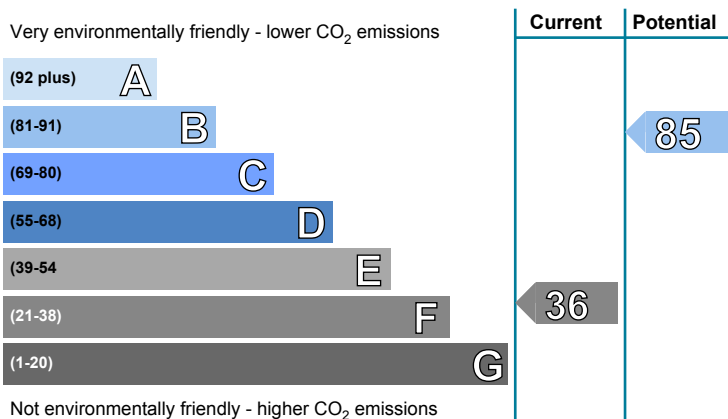 Current Potential
Very environmentally friendly - lower CO₂ emissions
(92 plus) A
(81-91) B
85
(69-80) C
(55-68) D
(39-54 E
(21-38) F
36
(1-20) G
Not environmentally friendly - higher CO₂ emissions